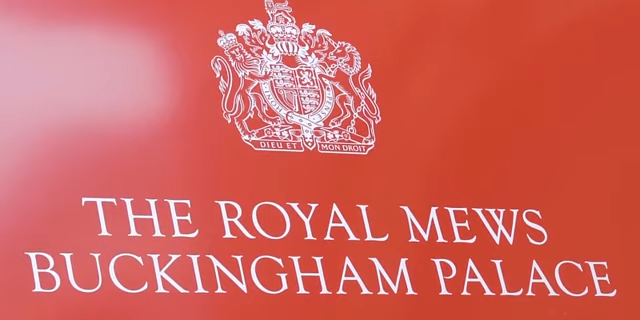 DIEU ET MON DROIT
THE ROYAL MEWS
BUCKINGHAM PALACE